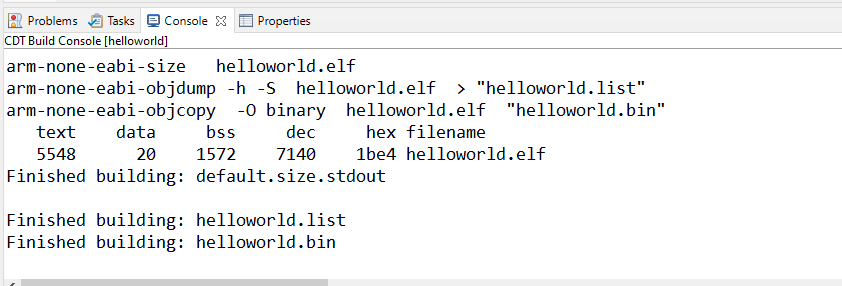 Problems Tasks Console Properties
CDT Build Console [helloworld]
arm-none-eabi-size   helloworld.elf
arm-none-eabi-objdump -h -S  helloworld.elf  > "helloworld.list"
arm-none-eabi-objcopy  -O binary  helloworld.elf  "helloworld.bin"
   text    data     bss     dec     hex filename
   5548      20    1572    7140    1be4 helloworld.elf
Finished building: default.size.stdout
Finished building: helloworld.list
Finished building: helloworld.bin